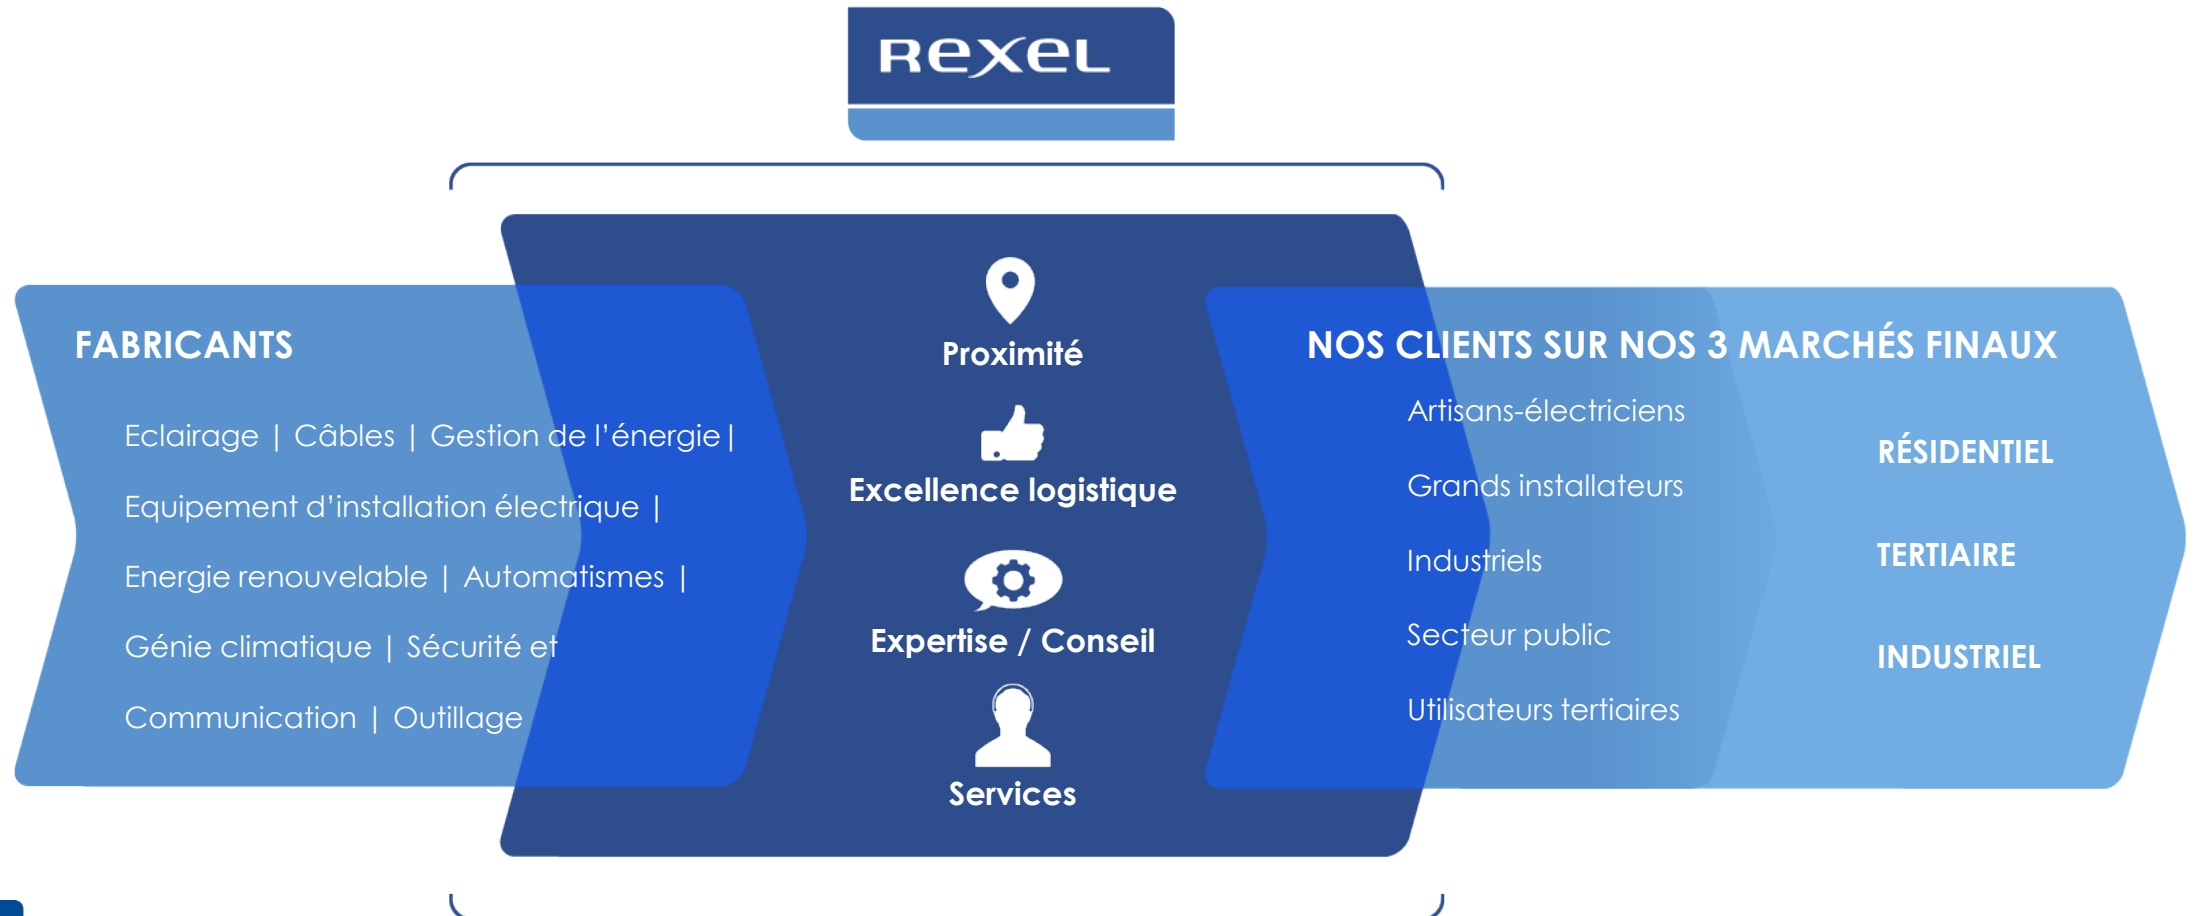 REXEL
FABRICANTS
Eclairage | Câbles | Gestion de l’énergie|
Equipement d’installation électrique |
Energie renouvelable | Automatismes |
Génie climatique | Sécurité et
Communication | Outillage
Proximité
Excellence logistique
Expertise / Conseil
Services
NOS CLIENTS SUR NOS 3 MARCHÉS FINAUX
Artisans-électriciens
Grands installateurs
Industriels
Secteur public
Utilisateurs tertiaires
RÉSIDENTIEL
TERTIAIRE
INDUSTRIEL